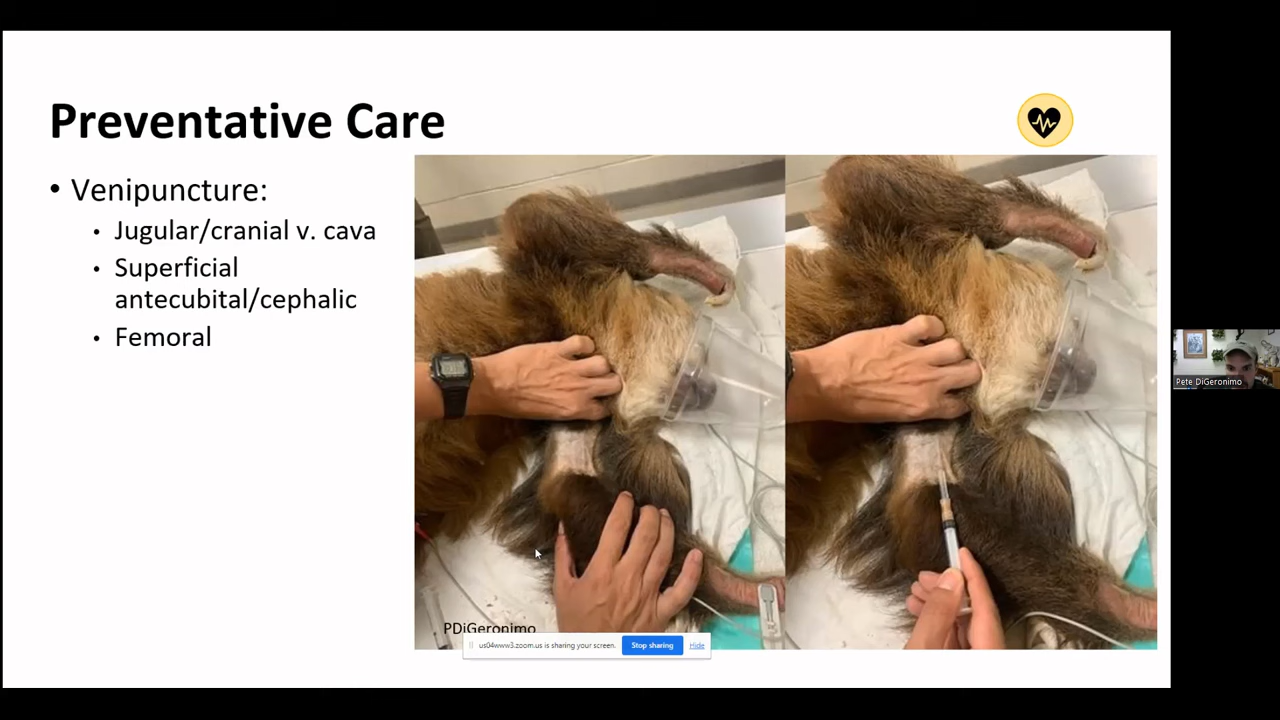 Preventative Care
• Venipuncture:
• Jugular/cranial v. cava
• Superficial
antecubital/cephalic
• Femoral
PDiGeronimo
us04www3.zoom.us is sharing your screen.
Stop sharing
Hide
Pete DiGeronimo